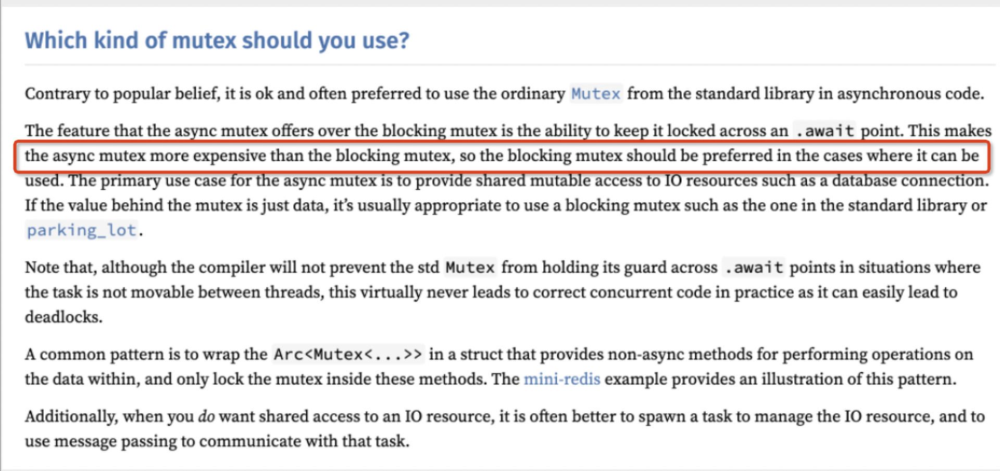 Which kind of mutex should you use?
Contrary to popular belief, it is ok and often preferred to use the ordinary Mutex from the standard library in asynchronous code.
The feature that the async mutex offers over the blocking mutex is the ability to keep it locked across an .await point. This makes
the async mutex more expensive than the blocking mutex, so the blocking mutex should be preferred in the cases where it can be
used. The primary use case for the async mutex is to provide shared mutable access to IO resources such as a database connection.
If the value behind the mutex is just data, it’s usually appropriate to use a blocking mutex such as the one in the standard library or
parking_lot.
Note that, although the compiler will not prevent the std Mutex from holding its guard across .await points in situations where
the task is not movable between threads, this virtually never leads to correct concurrent code in practice as it can easily lead to
deadlocks.
A common pattern is to wrap the Arc<Mutex<...>> in a struct that provides non-async methods for performing operations on
the data within, and only lock the mutex inside these methods. The mini-redis example provides an illustration of this pattern.
Additionally, when you do want shared access to an IO resource, it is often better to spawn a task to manage the IO resource, and to
use message passing to communicate with that task.